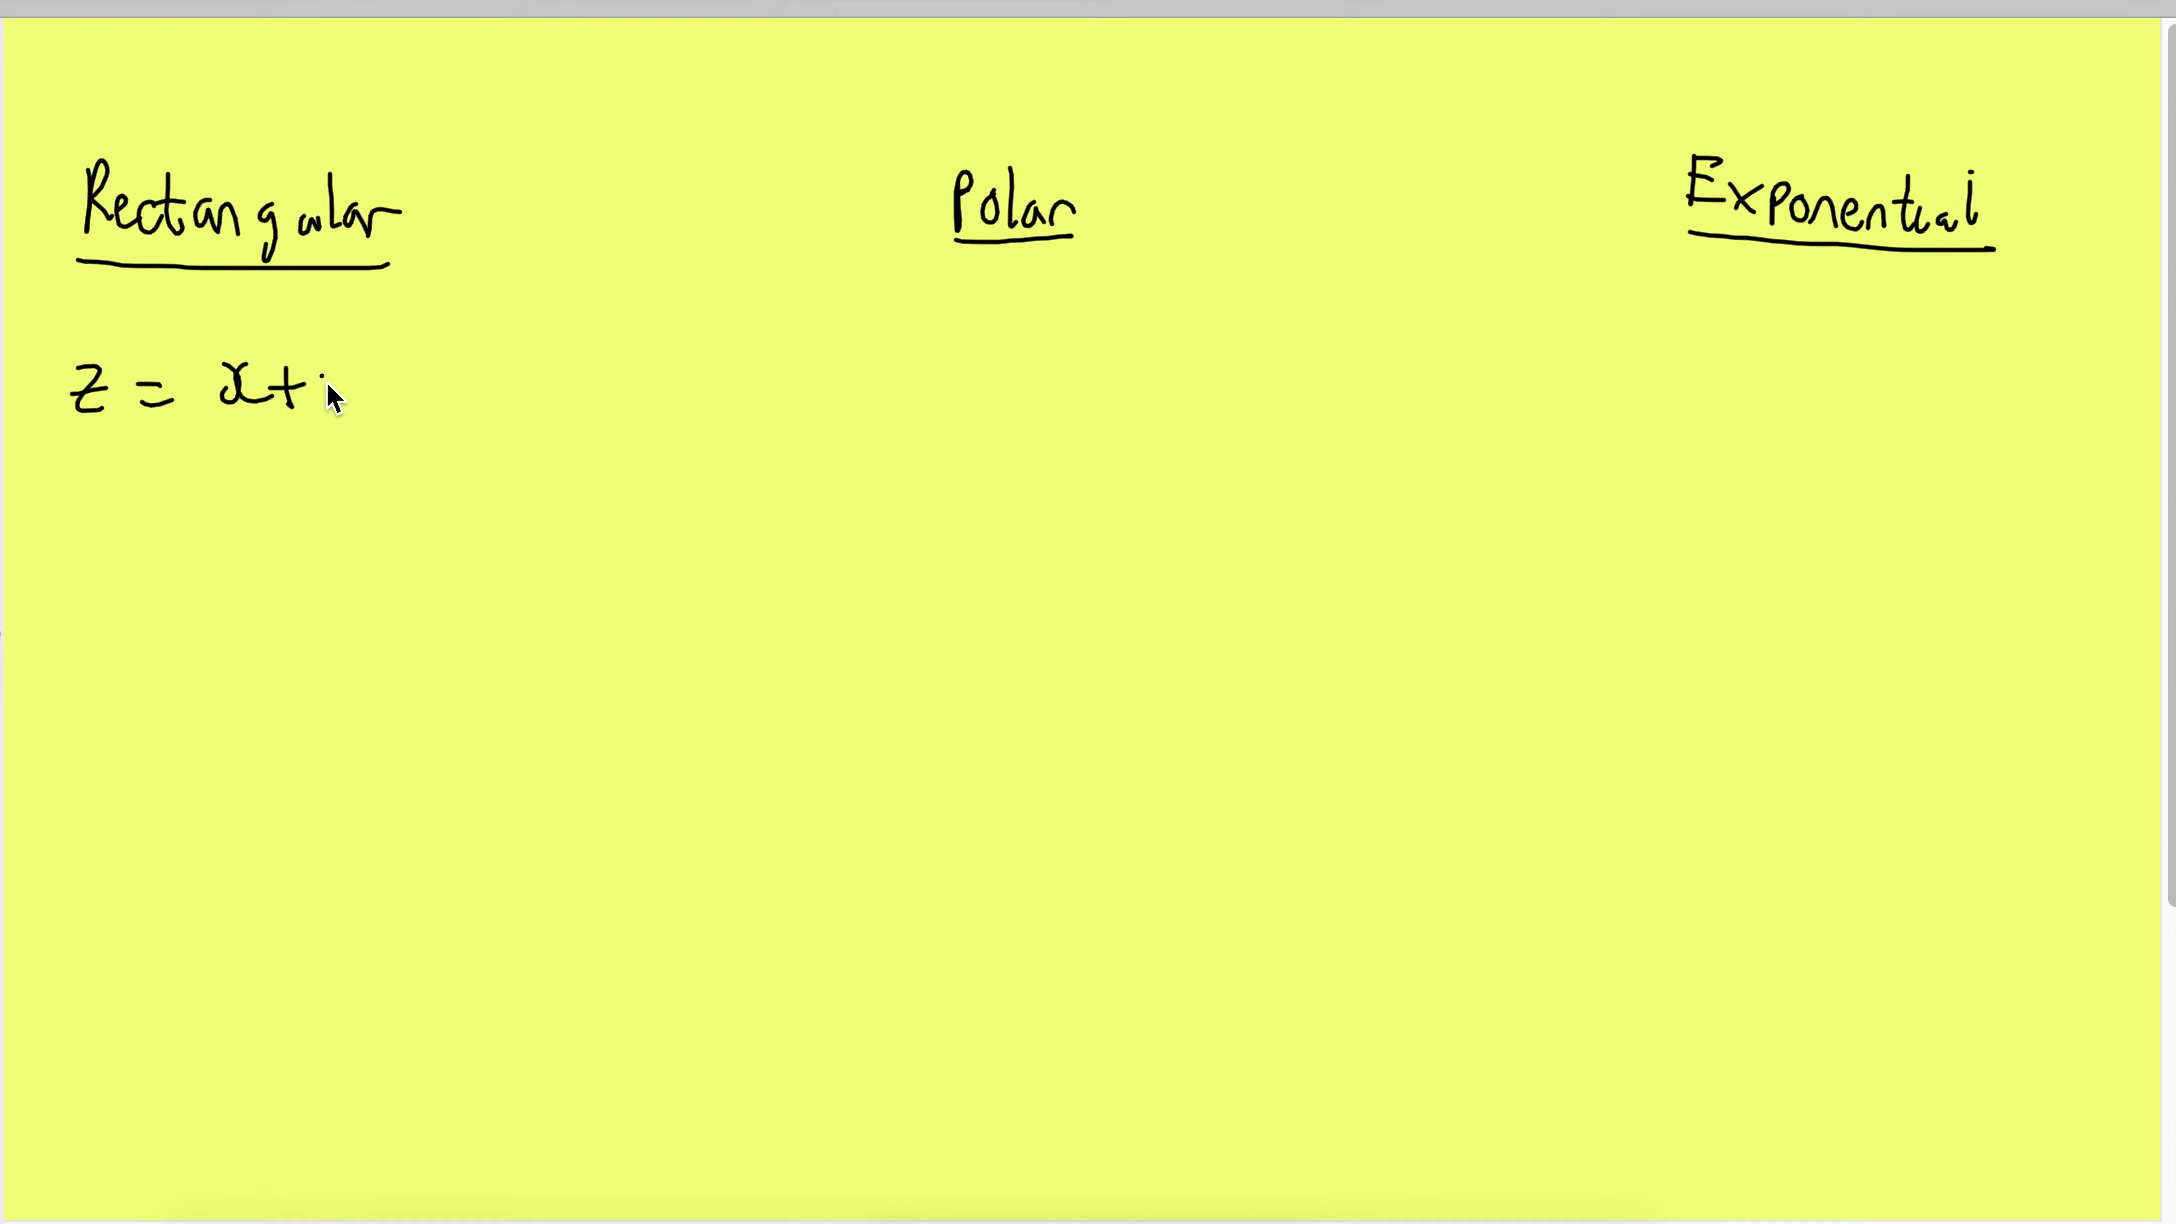 Rectangular Polar Exponential
z = x+